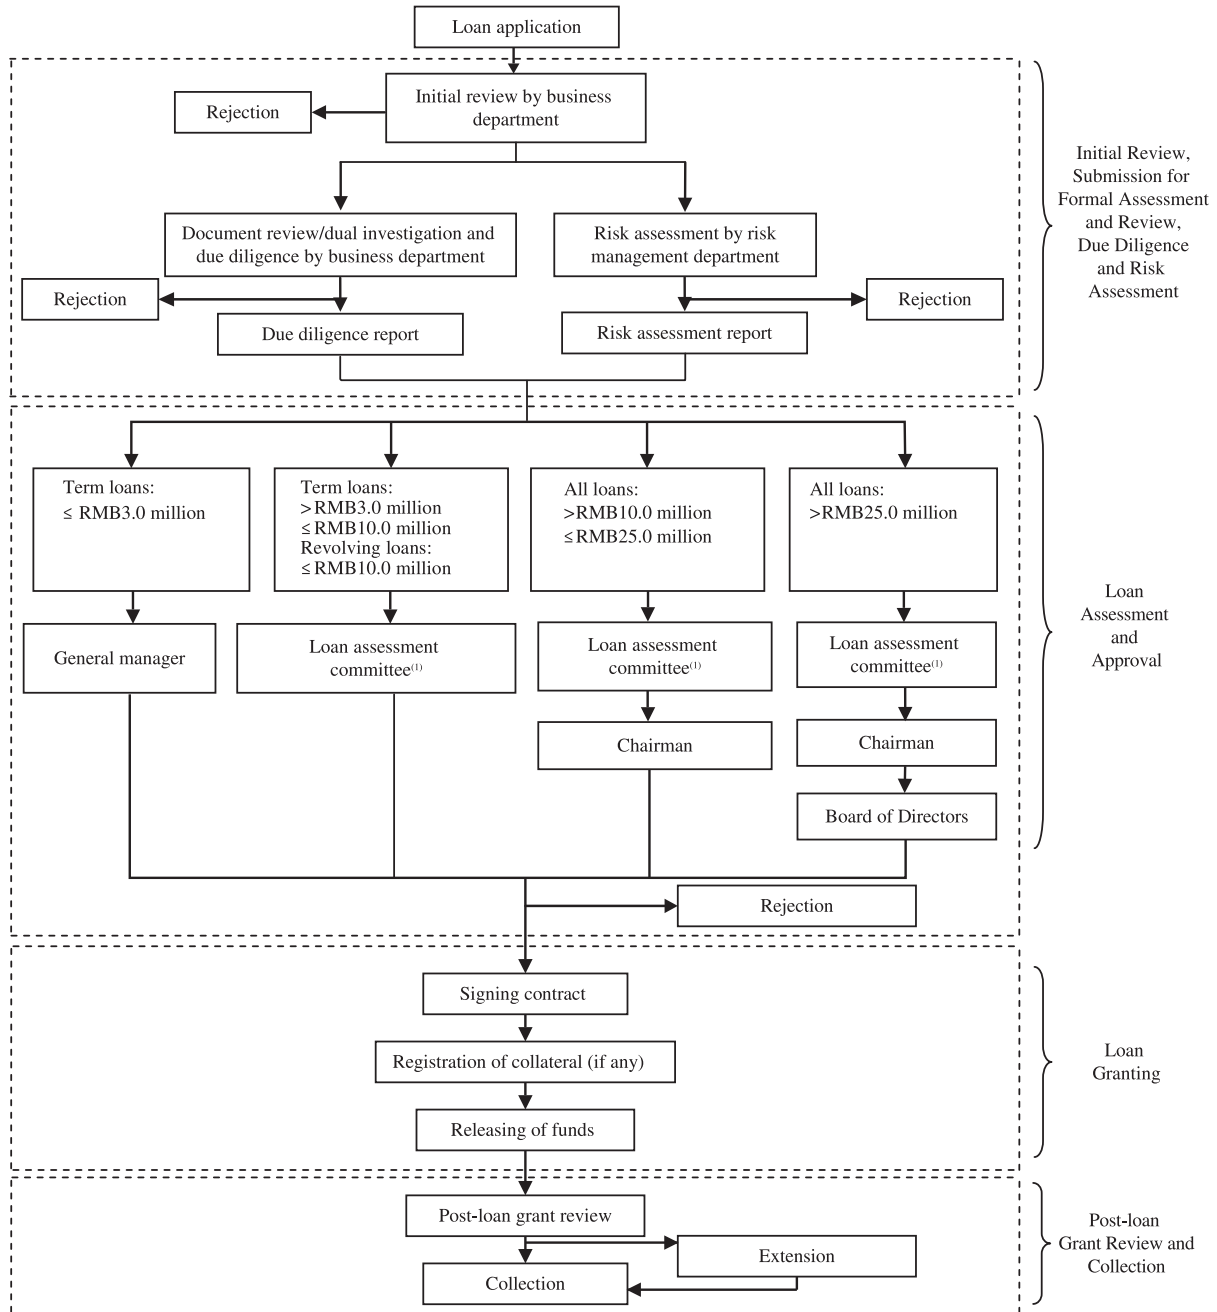 Loan application
Initial review by business
department
Rejection
Initial Review,
Submission for
Formal Assessment
and Review,
Due Diligence
and Risk
Assessment
Document review/dual investigation and
due diligence by business department
Risk assessment by risk
management department
Rejection
Rejection
Due diligence report
Risk assessment report
Term loans:
≤ RMB3.0 million
Term loans:
>RMB3.0 million
≤RMB10.0 million
Revolving loans:
≤RMB10.0 million
All loans:
>RMB10.0 million
≤RMB25.0 million
All loans:
>RMB25.0 million
General manager
Loan assessment
committee(1)
Loan assessment
committee(1)
Loan assessment
committee(1)
Loan
Assessment
and
Approval
Chairman
Chairman
Board of Directors
Rejection
Signing contract
Registration of collateral (if any)
Releasing of funds
Loan
Granting
Post-loan grant review
Extension
Collection
Post-loan
Grant Review and
Collection